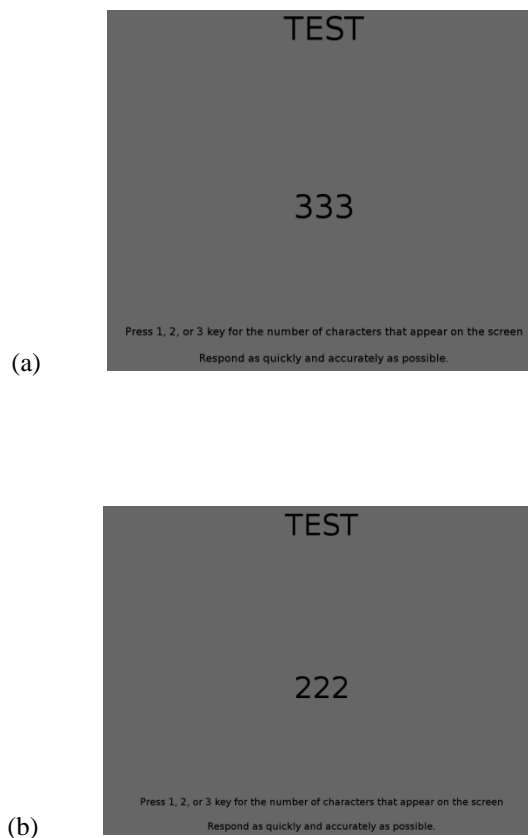 TEST
333
Press 1, 2, or 3 key for the number of characters that appear on the screen
Respond as quickly and accurately as possible.
(a)
TEST
222
Press 1, 2, or 3 key for the number of characters that appear on the screen
Respond as quickly and accurately as possible.
(b)